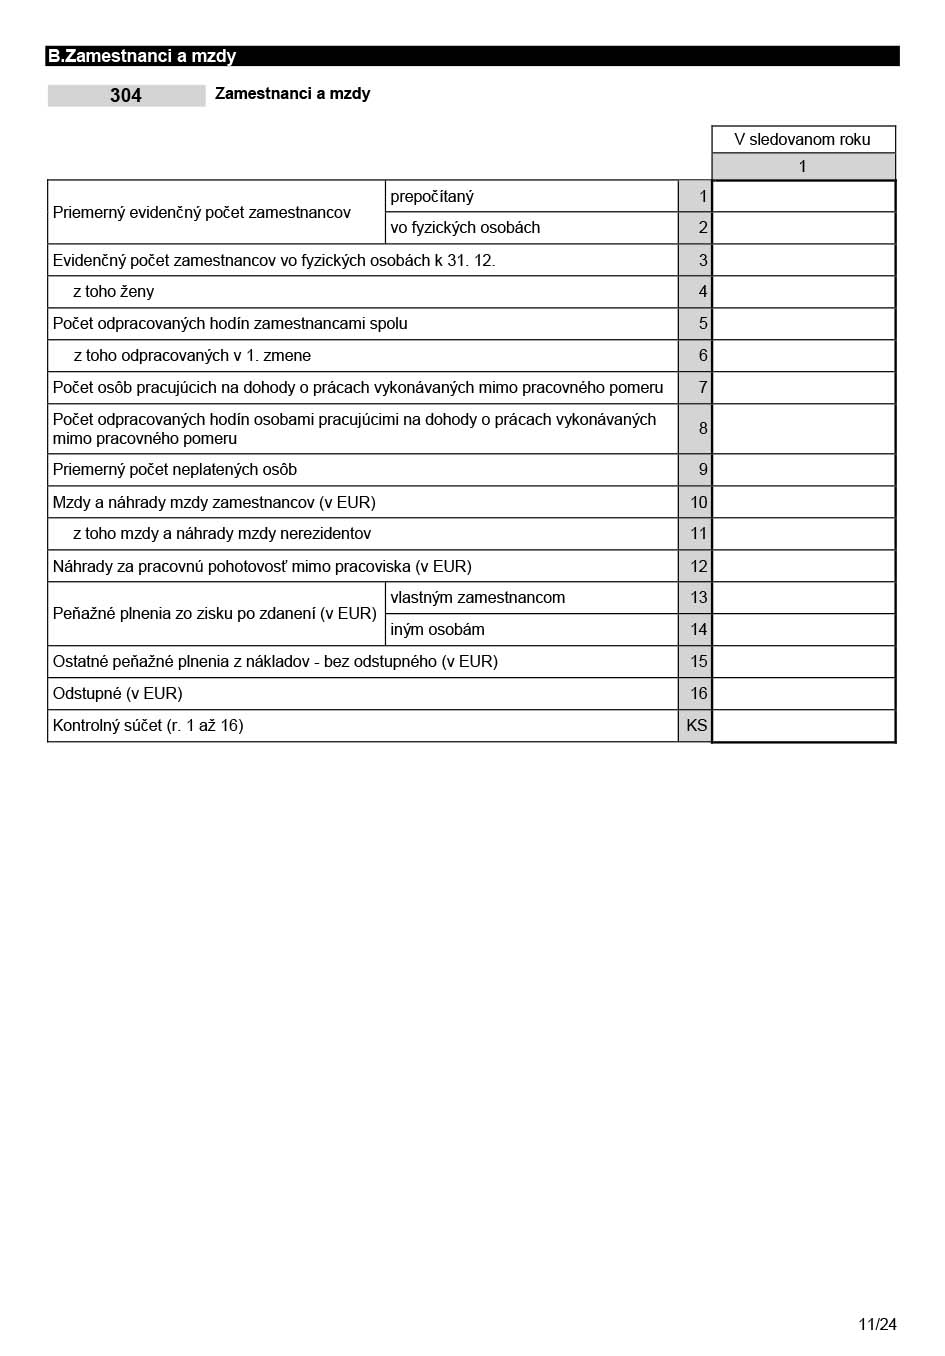 B.Zamestnanci a mzdy
304 Zamestnanci a mzdy
V sledovanom roku
1
Priemerný evidenčný počet zamestnancov prepočítaný 1
vo fyzických osobách 2
Evidenčný počet zamestnancov vo fyzických osobách k 31. 12. 3
z toho ženy 4
Počet odpracovaných hodín zamestnancami spolu 5
z toho odpracovaných v 1. zmene 6
Počet osôb pracujúcich na dohody o prácach vykonávaných mimo pracovného pomeru 7
Počet odpracovaných hodín osobami pracujúcimi na dohody o prácach vykonávaných
mimo pracovného pomeru 8
Priemerný počet neplatených osôb 9
Mzdy a náhrady mzdy zamestnancov (v EUR) 10
z toho mzdy a náhrady mzdy nerezidentov 11
Náhrady za pracovnú pohotovosť mimo pracoviska (v EUR) 12
Peňažné plnenia zo zisku po zdanení (v EUR) vlastným zamestnancom 13
iným osobám 14
Ostatné peňažné plnenia z nákladov - bez odstupného (v EUR) 15
Odstupné (v EUR) 16
Kontrolný súčet (r. 1 až 16) KS
11/24